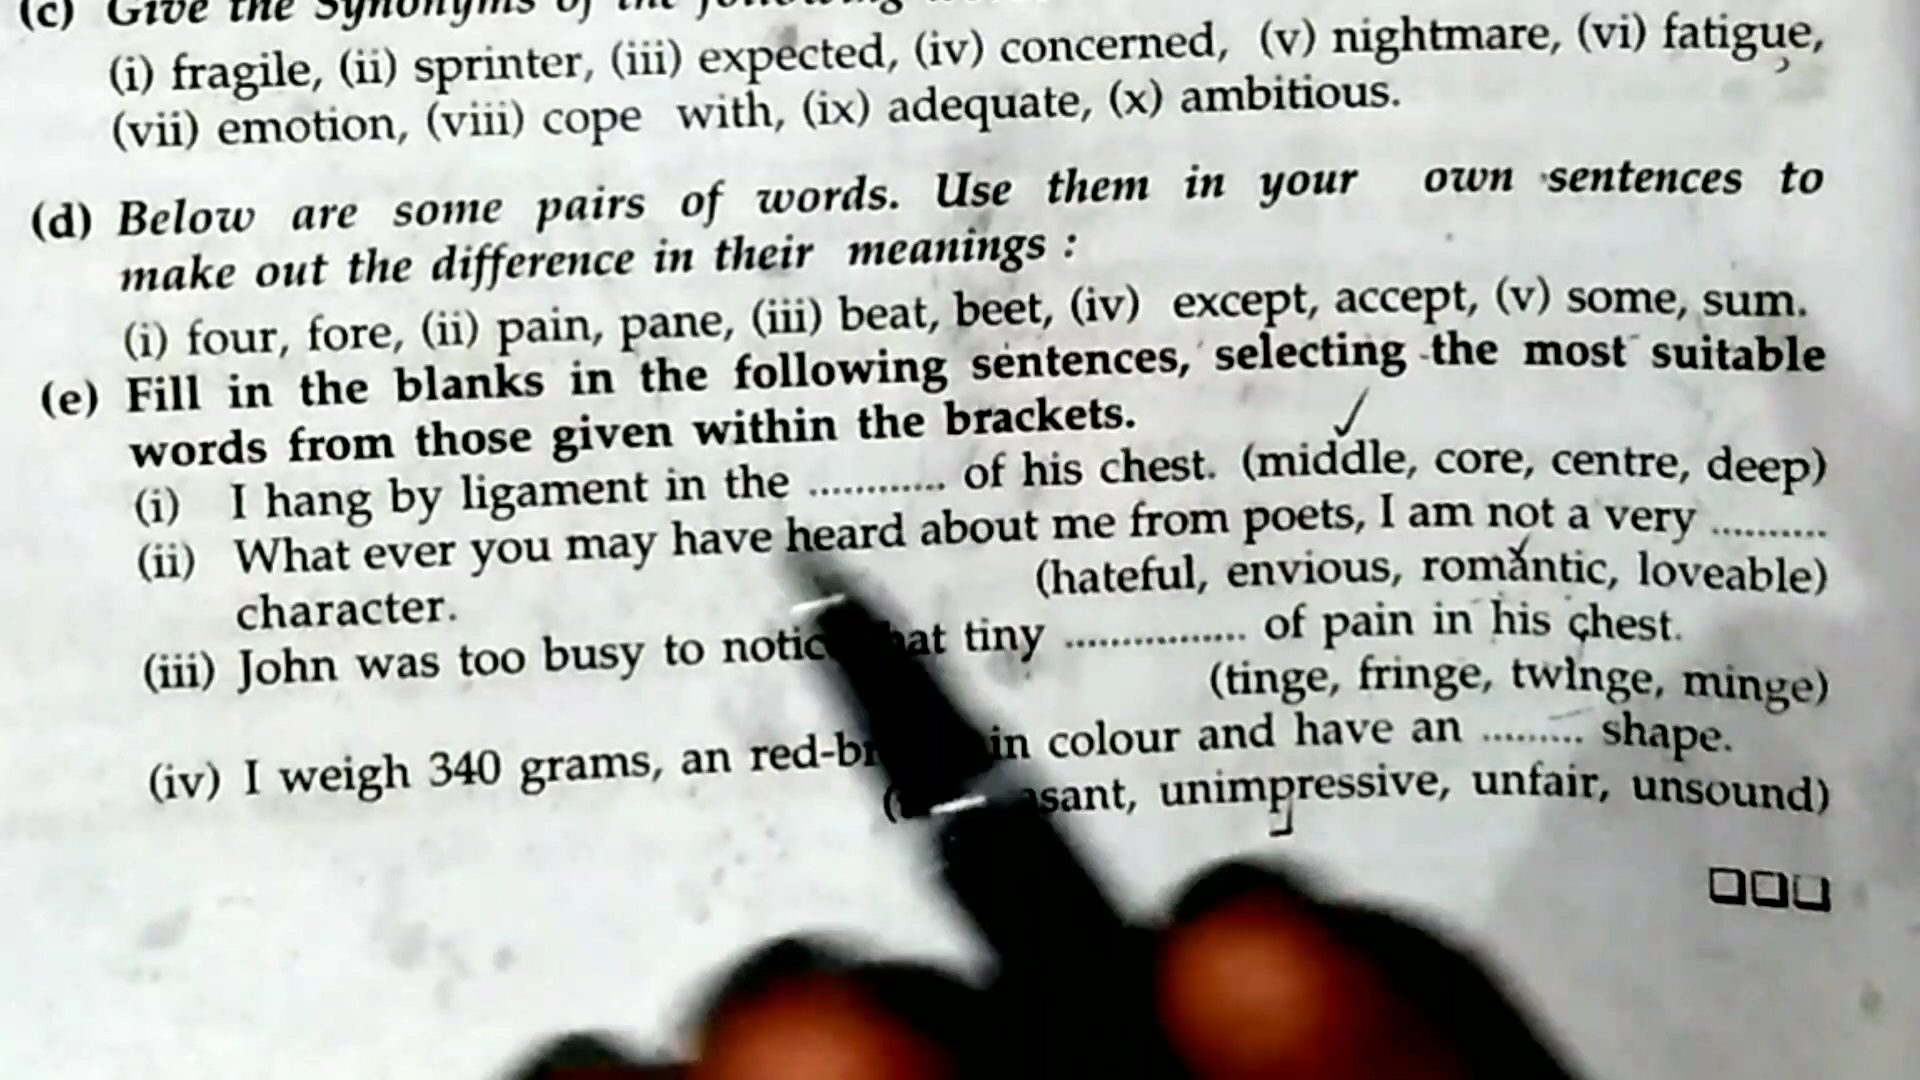 (c) Give the Synonyms of the following
(i) fragile, (ii) sprinter, (iii) expected, (iv) concerned, (v) nightmare, (vi) fatigue,
(vii) emotion, (viii) cope with, (ix) adequate, (x) ambitious.
(d) Below are some pairs of words. Use them in your own sentences to
make out the difference in their meanings :
(i) four, fore, (ii) pain, pane, (iii) beat, beet, (iv) except, accept, (v) some, sum.
(e) Fill in the blanks in the following sentences, selecting the most suitable
words from those given within the brackets.
(i) I hang by ligament in the ............ of his chest. (middle, core, centre, deep)
(ii) What ever you may have heard about me from poets, I am not a very ..........
character. (hateful, envious, romantic, loveable)
(iii) John was too busy to tiny ................ of pain in his chest.
(tinge, fringe, twinge, minge)
(iv) I weigh 340 grams, an in colour and have an ......... shape.
unimpressive, unfair, unsound)